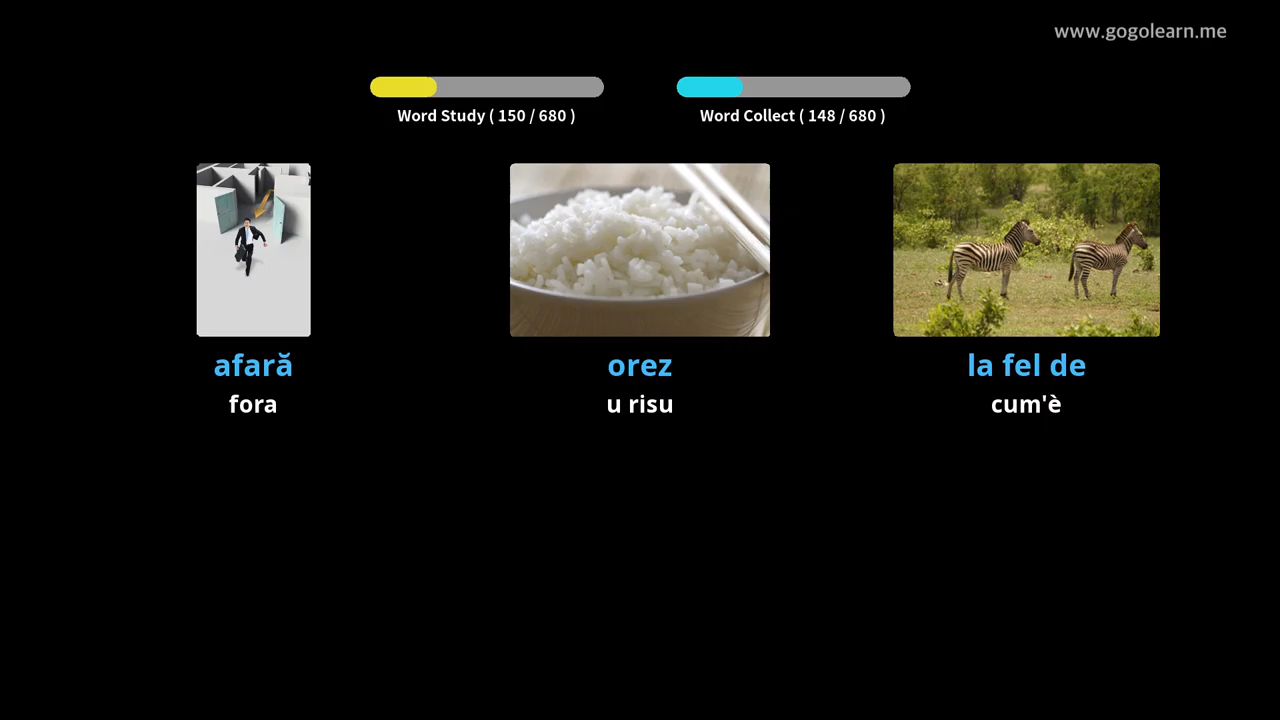 www.gogolearn.me
Word Study ( 150 / 680 )
Word Collect ( 148 / 680 )
afară
orez
la fel de
fora
u risu
cum'è